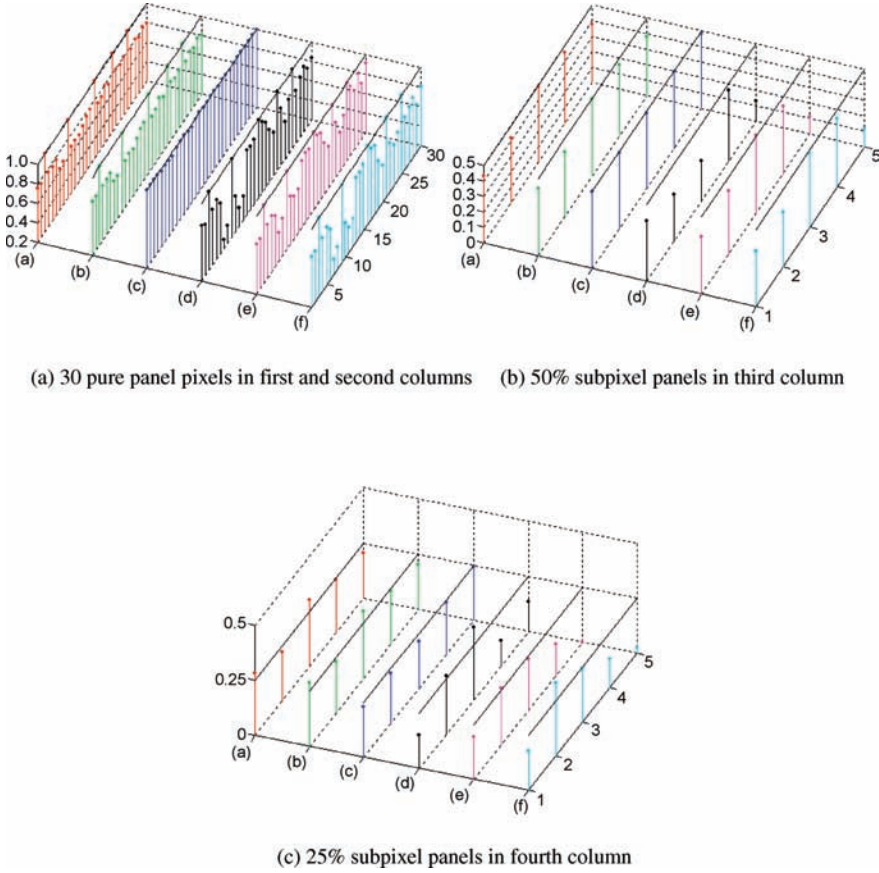 1.0
0.8
0.6
0.4
0.2
(a)
(b)
(c)
(d)
(e)
(f)
5
10
15
20
25
30
0.5
0.4
0.3
0.2
0.1
0
(a)
(b)
(c)
(d)
(e)
(f)
1
2
3
4
5
(a) 30 pure panel pixels in first and second columns
(b) 50% subpixel panels in third column
0.5
0.25
0
(a)
(b)
(c)
(d)
(e)
(f)
1
2
3
4
5
(c) 25% subpixel panels in fourth column